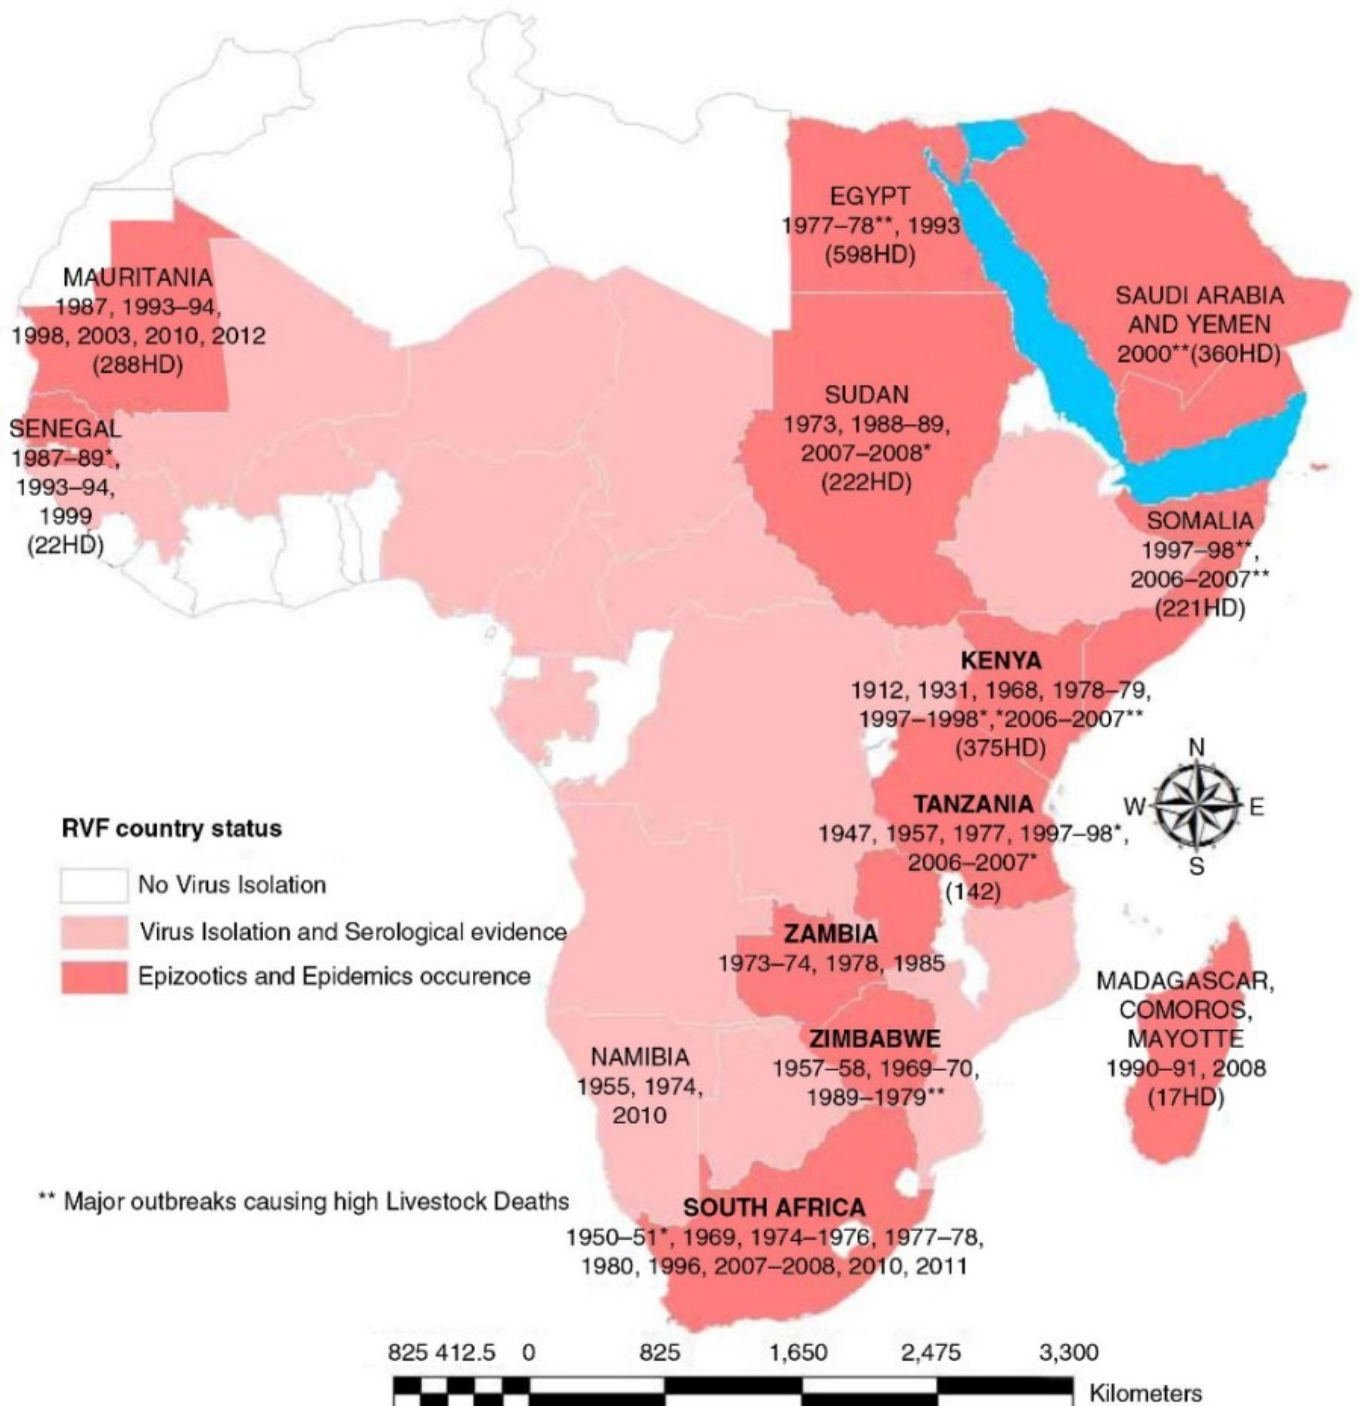 EGYPT
1977–78**, 1993
(598HD)
MAURITANIA
1987, 1993–94,
1998, 2003, 2010, 2012
(288HD)
SAUDI ARABIA
AND YEMEN
2000**(360HD)
SUDAN
1973, 1988–89,
2007–2008*
(222HD)
SENEGAL
1987–89*,
1993–94,
1999
(22HD)
SOMALIA
1997–98**,
2006–2007**
(221HD)
KENYA
1912, 1931, 1968, 1978–79,
1997–1998*,*2006–2007**
(375HD)
N
W
E
S
TANZANIA
1947, 1957, 1977, 1997–98*,
2006–2007*
(142)
RVF country status
No Virus Isolation
Virus Isolation and Serological evidence
Epizootics and Epidemics occurence
ZAMBIA
1973–74, 1978, 1985
MADAGASCAR,
COMOROS,
MAYOTTE
1990–91, 2008
(17HD)
ZIMBABWE
1957–58, 1969–70,
1989–1979**
NAMIBIA
1955, 1974,
2010
** Major outbreaks causing high Livestock Deaths
SOUTH AFRICA
1950–51*, 1969, 1974–1976, 1977–78,
1980, 1996, 2007–2008, 2010, 2011
825 412.5 0 825 1,650 2,475 3,300
Kilometers